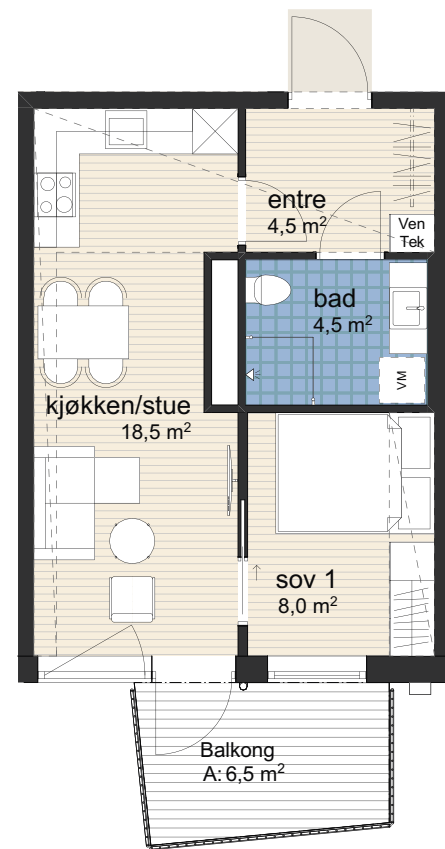 entre
4,5 m²
Ven
Tek
bad
4,5 m²
VM
kjøkken/stue
18,5 m²
sov 1
8,0 m²
Balkong
A: 6,5 m²